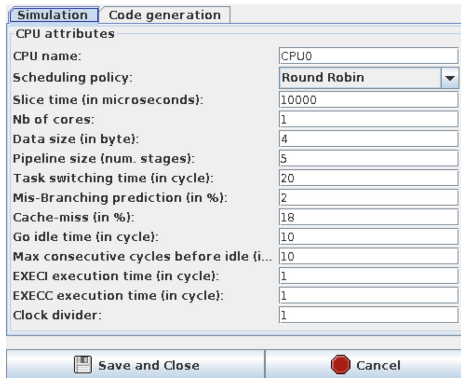 Simulation Code generation
CPU attributes
CPU name: CPU0
Scheduling policy: Round Robin
Slice time (in microseconds): 10000
Nb of cores: 1
Data size (in byte): 4
Pipeline size (num. stages): 5
Task switching time (in cycle): 20
Mis-Branching prediction (in %): 2
Cache-miss (in %): 18
Go idle time (in cycle): 10
Max consecutive cycles before idle (i... 10
EXECI execution time (in cycle): 1
EXECC execution time (in cycle): 1
Clock divider: 1
Save and Close Cancel